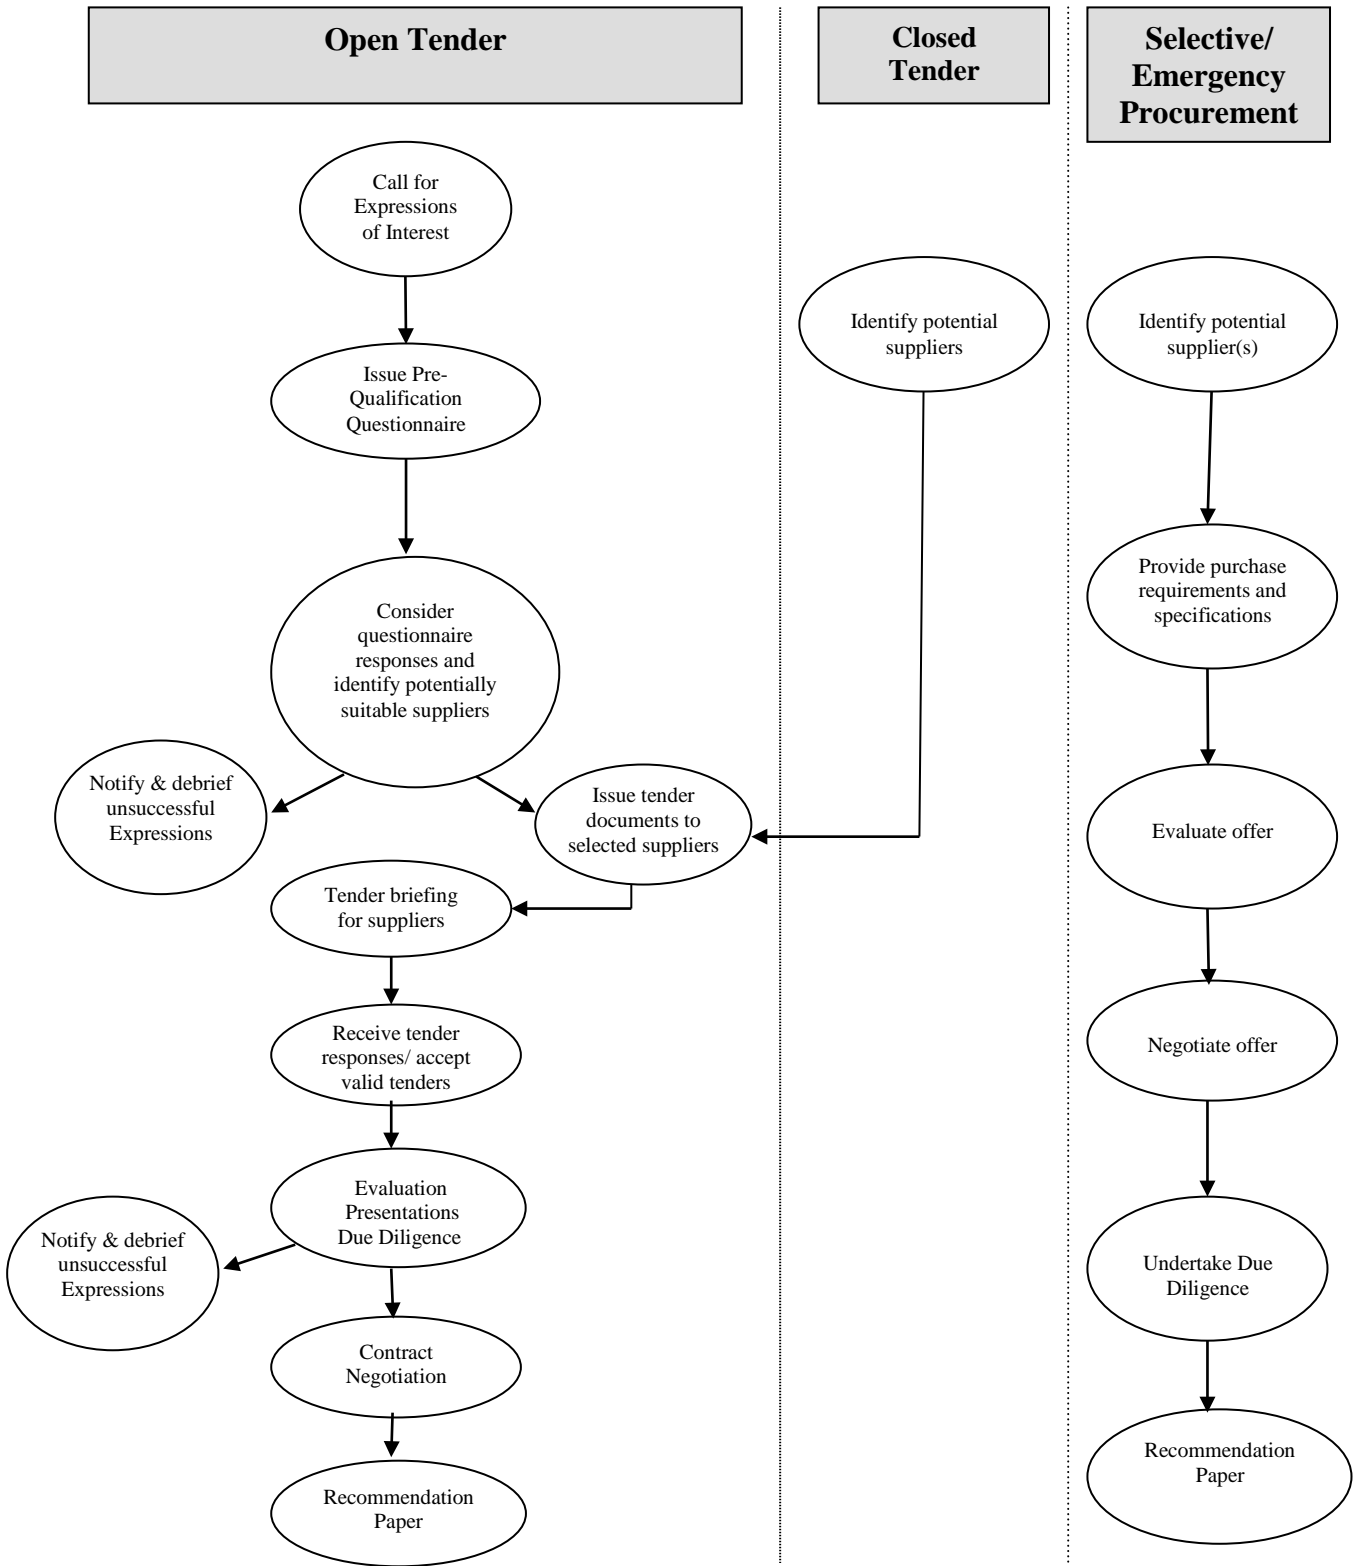 Open Tender
Closed
Tender
Selective/
Emergency
Procurement
Call for
Expressions
of Interest
Issue Pre-
Qualification
Questionnaire
Consider
questionnaire
responses and
identify potentially
suitable suppliers
Notify & debrief
unsuccessful
Expressions
Issue tender
documents to
selected suppliers
Tender briefing
for suppliers
Receive tender
responses/ accept
valid tenders
Evaluation
Presentations
Due Diligence
Notify & debrief
unsuccessful
Expressions
Contract
Negotiation
Recommendation
Paper
Identify potential
suppliers
Identify potential
supplier(s)
Provide purchase
requirements and
specifications
Evaluate offer
Negotiate offer
Undertake Due
Diligence
Recommendation
Paper